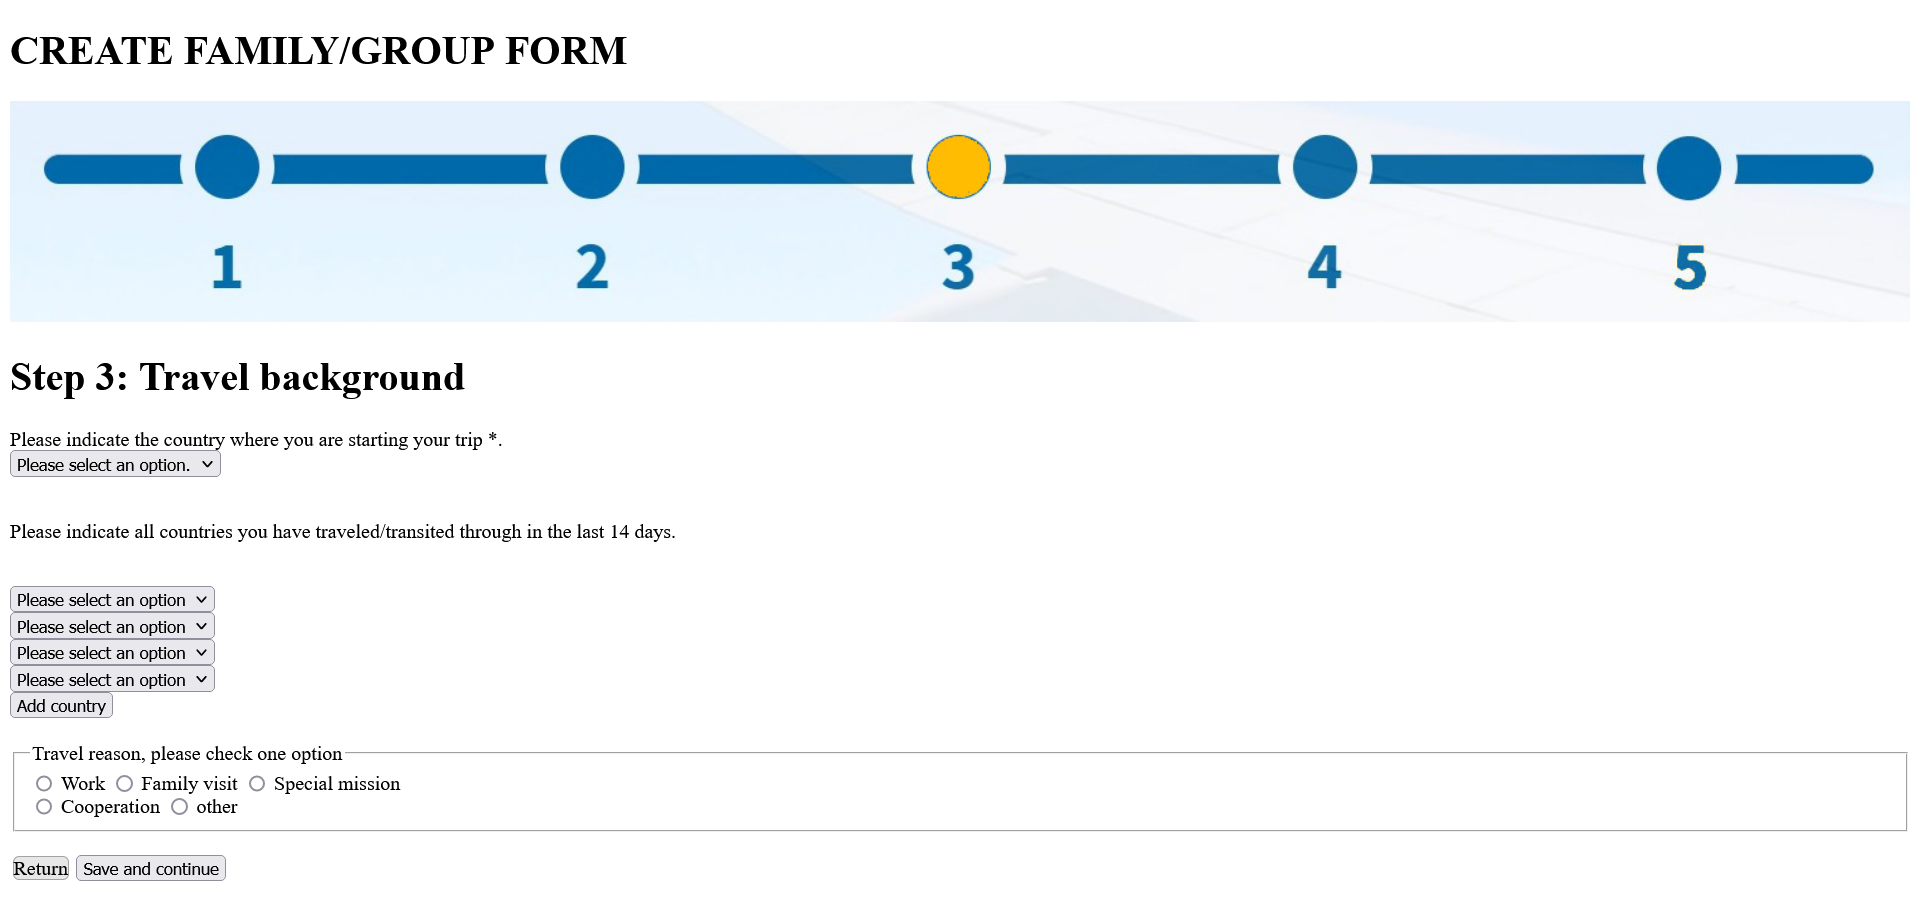 CREATE FAMILY/GROUP FORM
1 2 3 4 5
Step 3: Travel background
Please indicate the country where you are starting your trip *.
Please select an option.
Please indicate all countries you have traveled/transited through in the last 14 days.
Please select an option
Please select an option
Please select an option
Please select an option
Add country
Travel reason, please check one option
Work Family visit Special mission
Cooperation other
Return Save and continue